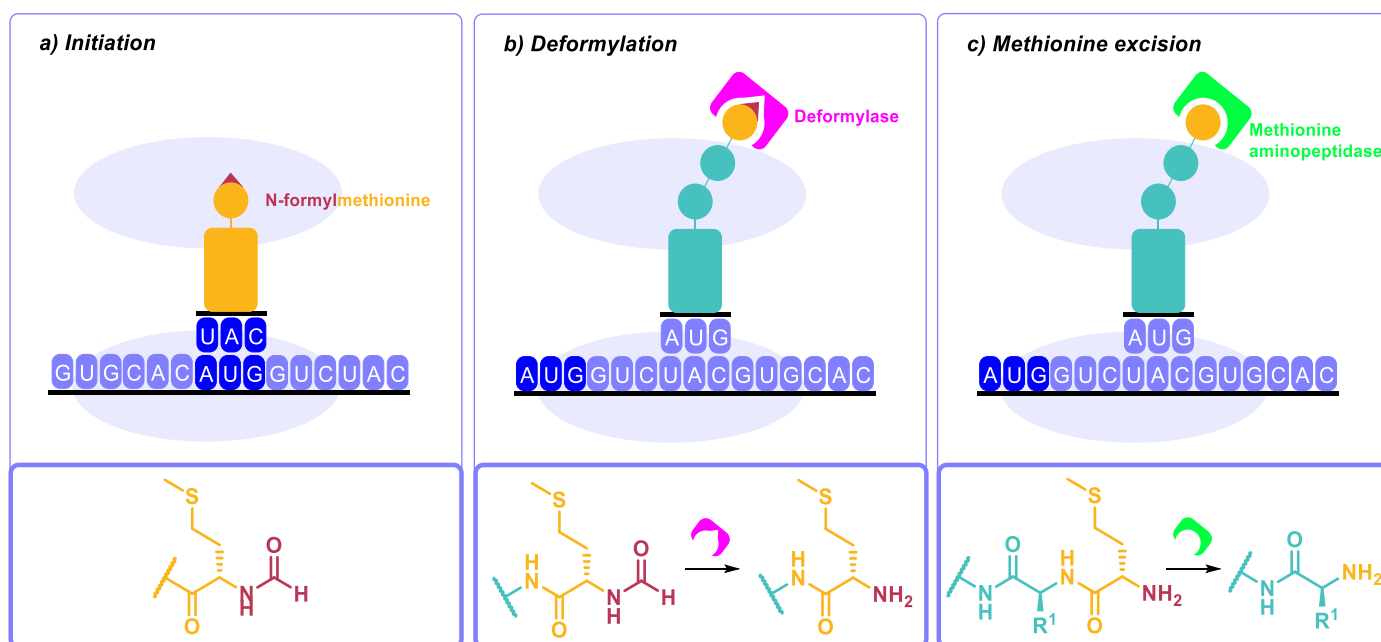 a) Initiation
N-formylmethionine
UAC
GUGCACAUGGUCUAC
S
O
N
H
H
O
b) Deformylation
Deformylase
AUG
AUGGUCUACGUGCAC
S
H
N
N
H
O
O
N
H
H
O
S
H
N
N
H
O
NH2
c) Methionine excision
Methionine
aminopeptidase
AUG
AUGGUCUACGUGCAC
S
O
H
N
N
H
R1
O
NH2
O
N
H
R1
NH2